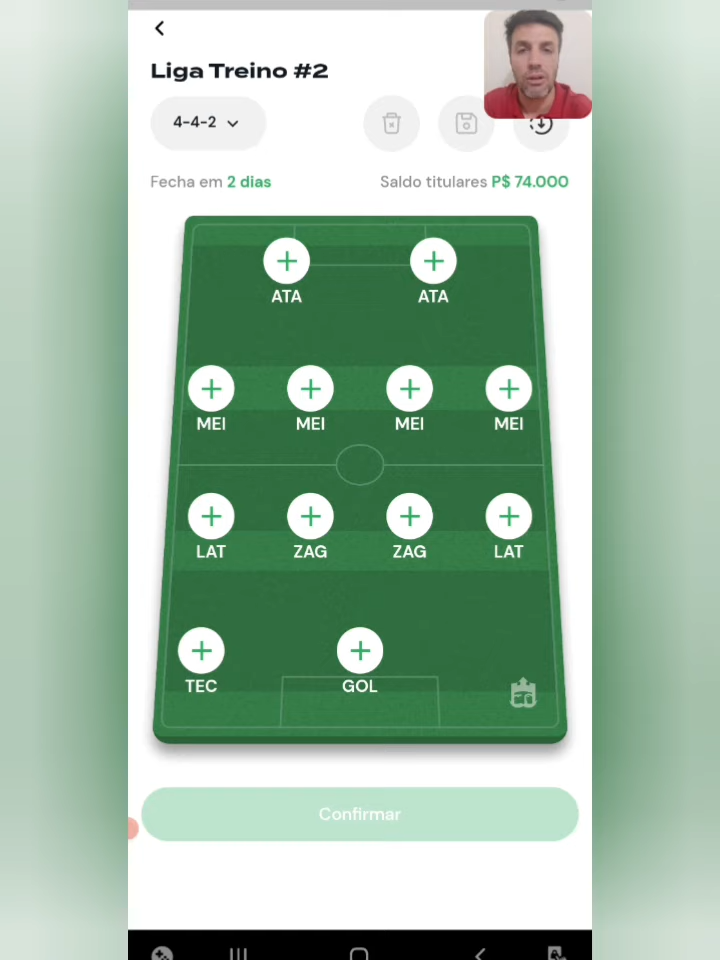 Liga Treino #2
4-4-2
Fecha em 2 dias
Saldo titulares P$ 74.000
ATA ATA
MEI MEI MEI MEI
LAT ZAG ZAG LAT
TEC GOL
Confirmar